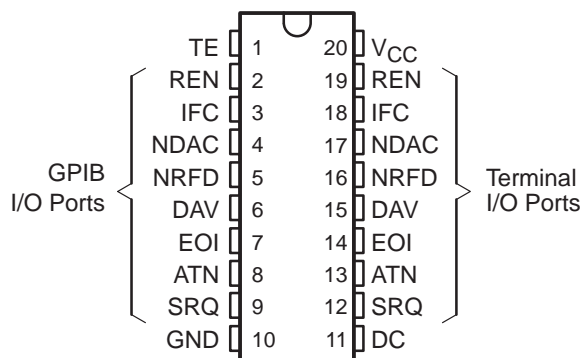 TE 1 20 VCC
REN 2 19 REN
IFC 3 18 IFC
NDAC 4 17 NDAC
GPIB
I/O Ports
NRFD 5 16 NRFD
Terminal
I/O Ports
DAV 6 15 DAV
EOI 7 14 EOI
ATN 8 13 ATN
SRQ 9 12 SRQ
GND 10 11 DC